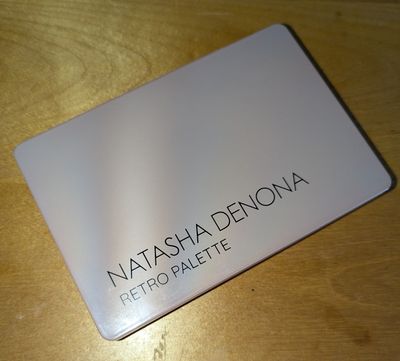 NATASHA DENONA
RETRO PALETTE